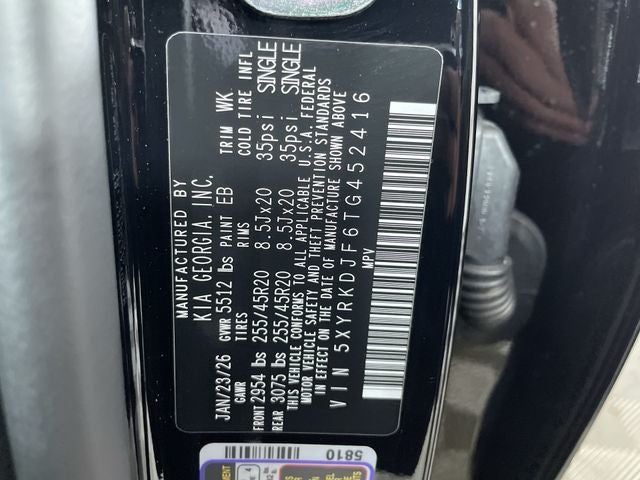 MANUFACTURED BY
KIA GEORGIA, INC.
JAN/23/26 GVWR 5512 lbs PAINT EB TRIM WK
GAWR TIRES RIMS COLD TIRE INFL
FRONT 2954 lbs 255/45R20 8.5Jx20 35psi SINGLE
REAR 3075 lbs 255/45R20 8.5Jx20 35psi SINGLE
THIS VEHICLE CONFORMS TO ALL APPLICABLE U.S.A. FEDERAL
MOTOR VEHICLE SAFETY AND THEFT PREVENTION STANDARDS
IN EFFECT ON THE DATE OF MANUFACTURE SHOWN ABOVE
VIN 5XYRKDJF6TG452416
MPV
5810